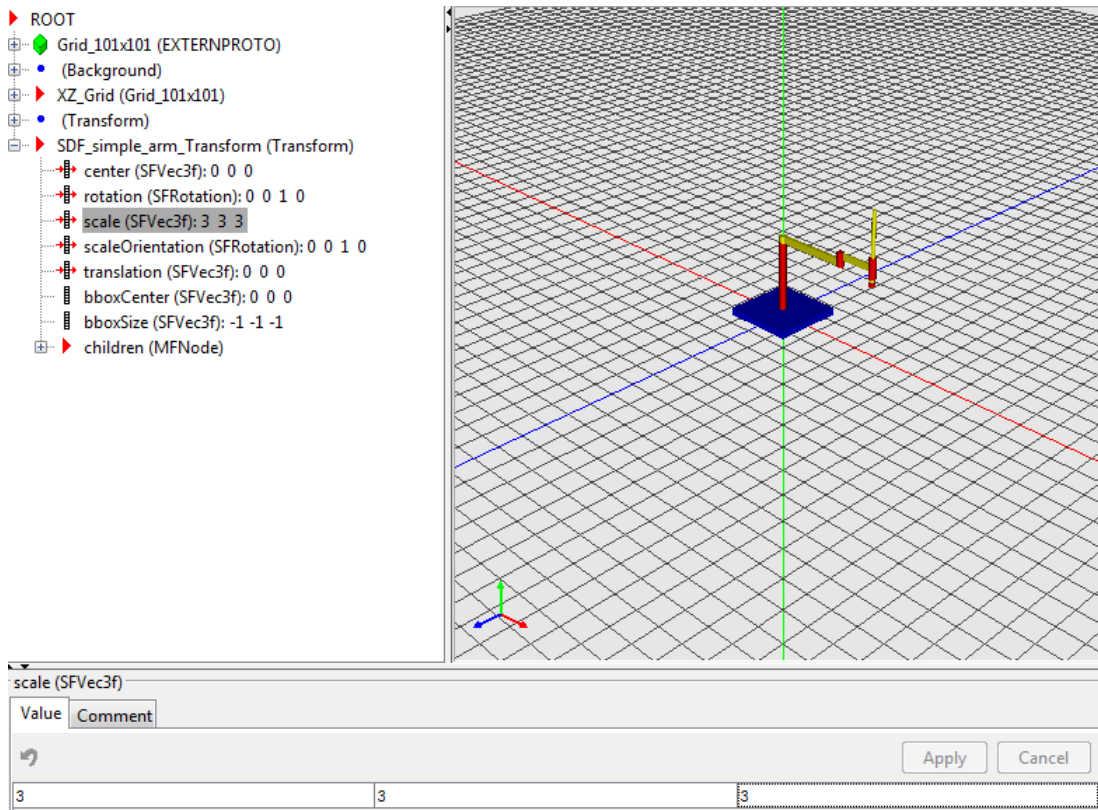 ROOT
Grid_101x101 (EXTERNPROTO)
(Background)
XZ_Grid (Grid_101x101)
(Transform)
SDF_simple_arm_Transform (Transform)
center (SFVec3f): 0 0 0
rotation (SFRotation): 0 0 1 0
scale (SFVec3f): 3 3 3
scaleOrientation (SFRotation): 0 0 1 0
translation (SFVec3f): 0 0 0
bboxCenter (SFVec3f): 0 0 0
bboxSize (SFVec3f): -1 -1 -1
children (MFNode)
scale (SFVec3f)
Value Comment
Apply Cancel
3 3 3